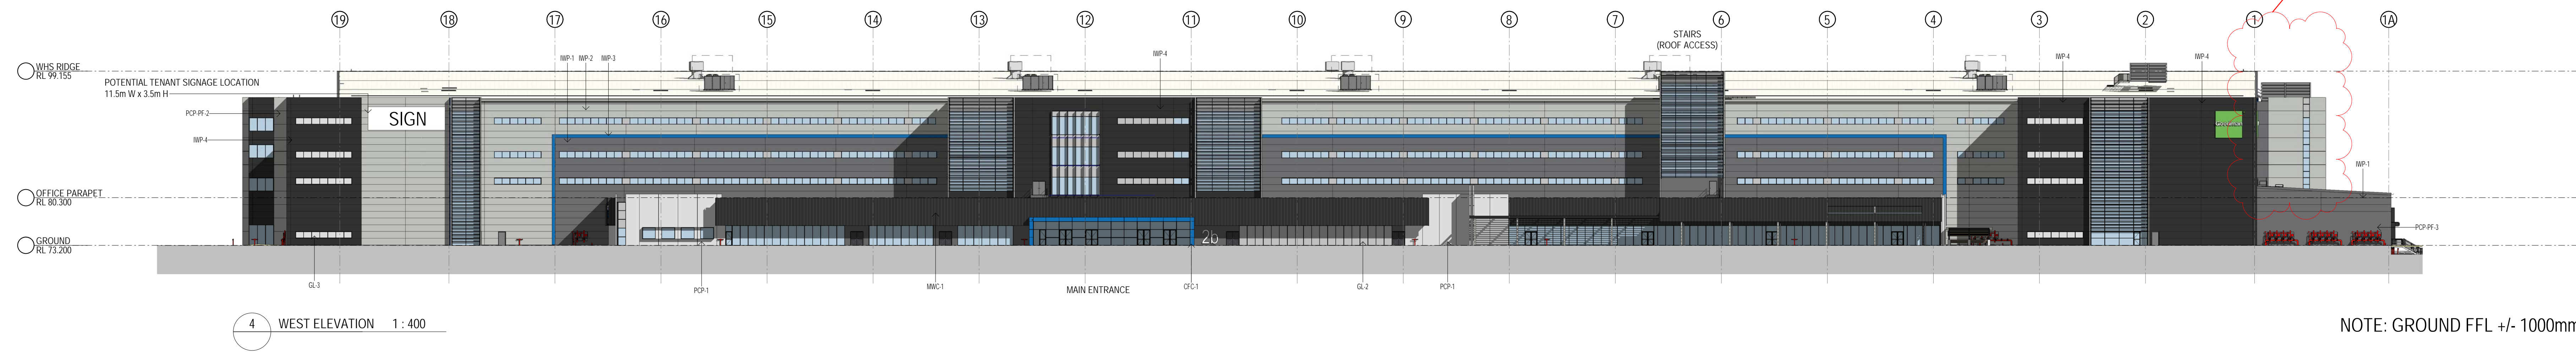 19 18 17 16 15 14 13 12 11 10 9 8 7 6 5 4 3 2 1 1A
STAIRS
(ROOF ACCESS)
WHS RIDGE
RL 99.155
IWP-1 IWP-2 IWP-3 IWP-4 IWP-4 IWP-4
POTENTIAL TENANT SIGNAGE LOCATION
11.5m W x 3.5m H
PCP-PF-2
SIGN
IWP-4
IWP-1
OFFICE PARAPET
RL 80.300
PCP-PF-3
2b
GROUND
RL 73.200
GL-3 PCP-1 MWC-1 MAIN ENTRANCE CFC-1 GL-2 PCP-1
4 WEST ELEVATION 1 : 400
NOTE: GROUND FFL +/- 1000mm